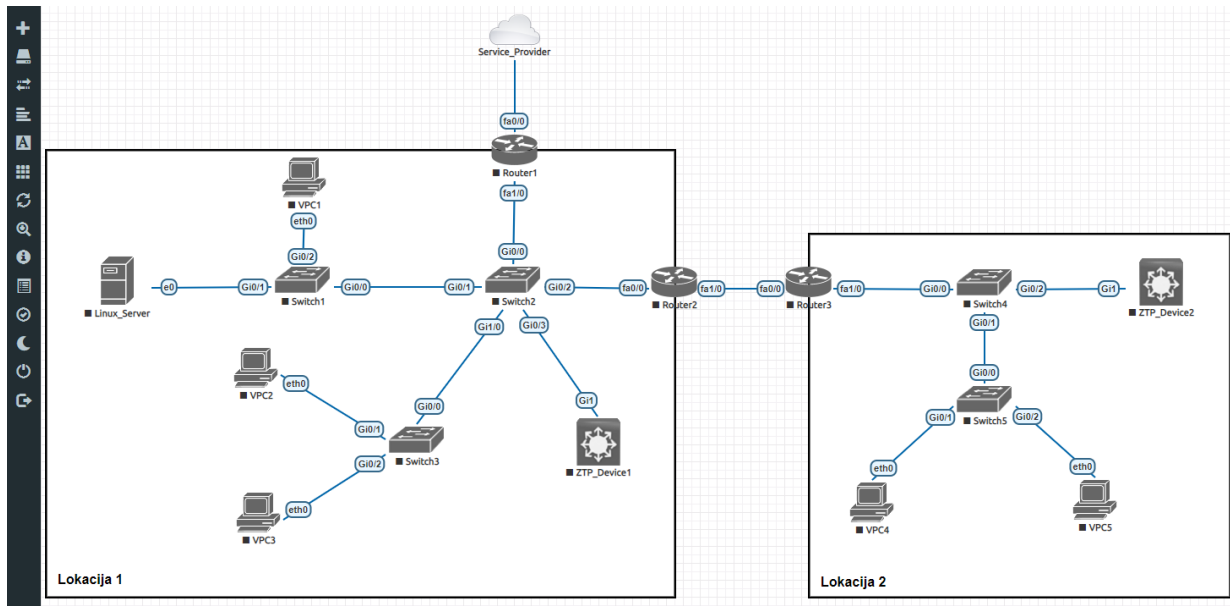 Service_Provider
fa0/0
Router1
fa1/0
VPC1
eth0
Gi0/2
Gi0/0
Linux_Server
e0
Gi0/1
Switch1
Gi0/0
Gi0/1
Switch2
Gi0/2
fa0/0
Router2
fa1/0
fa0/0
Router3
fa1/0
Gi0/0
Switch4
Gi0/2
Gi1
ZTP_Device2
Gi0/1
Gi1/0
Gi0/3
VPC2
eth0
Gi0/0
Gi1
Gi0/1
Switch3
Gi0/2
ZTP_Device1
eth0
VPC3
Gi0/0
Gi0/1
Switch5
Gi0/2
eth0
VPC4
eth0
VPC5
Lokacija 1
Lokacija 2
A